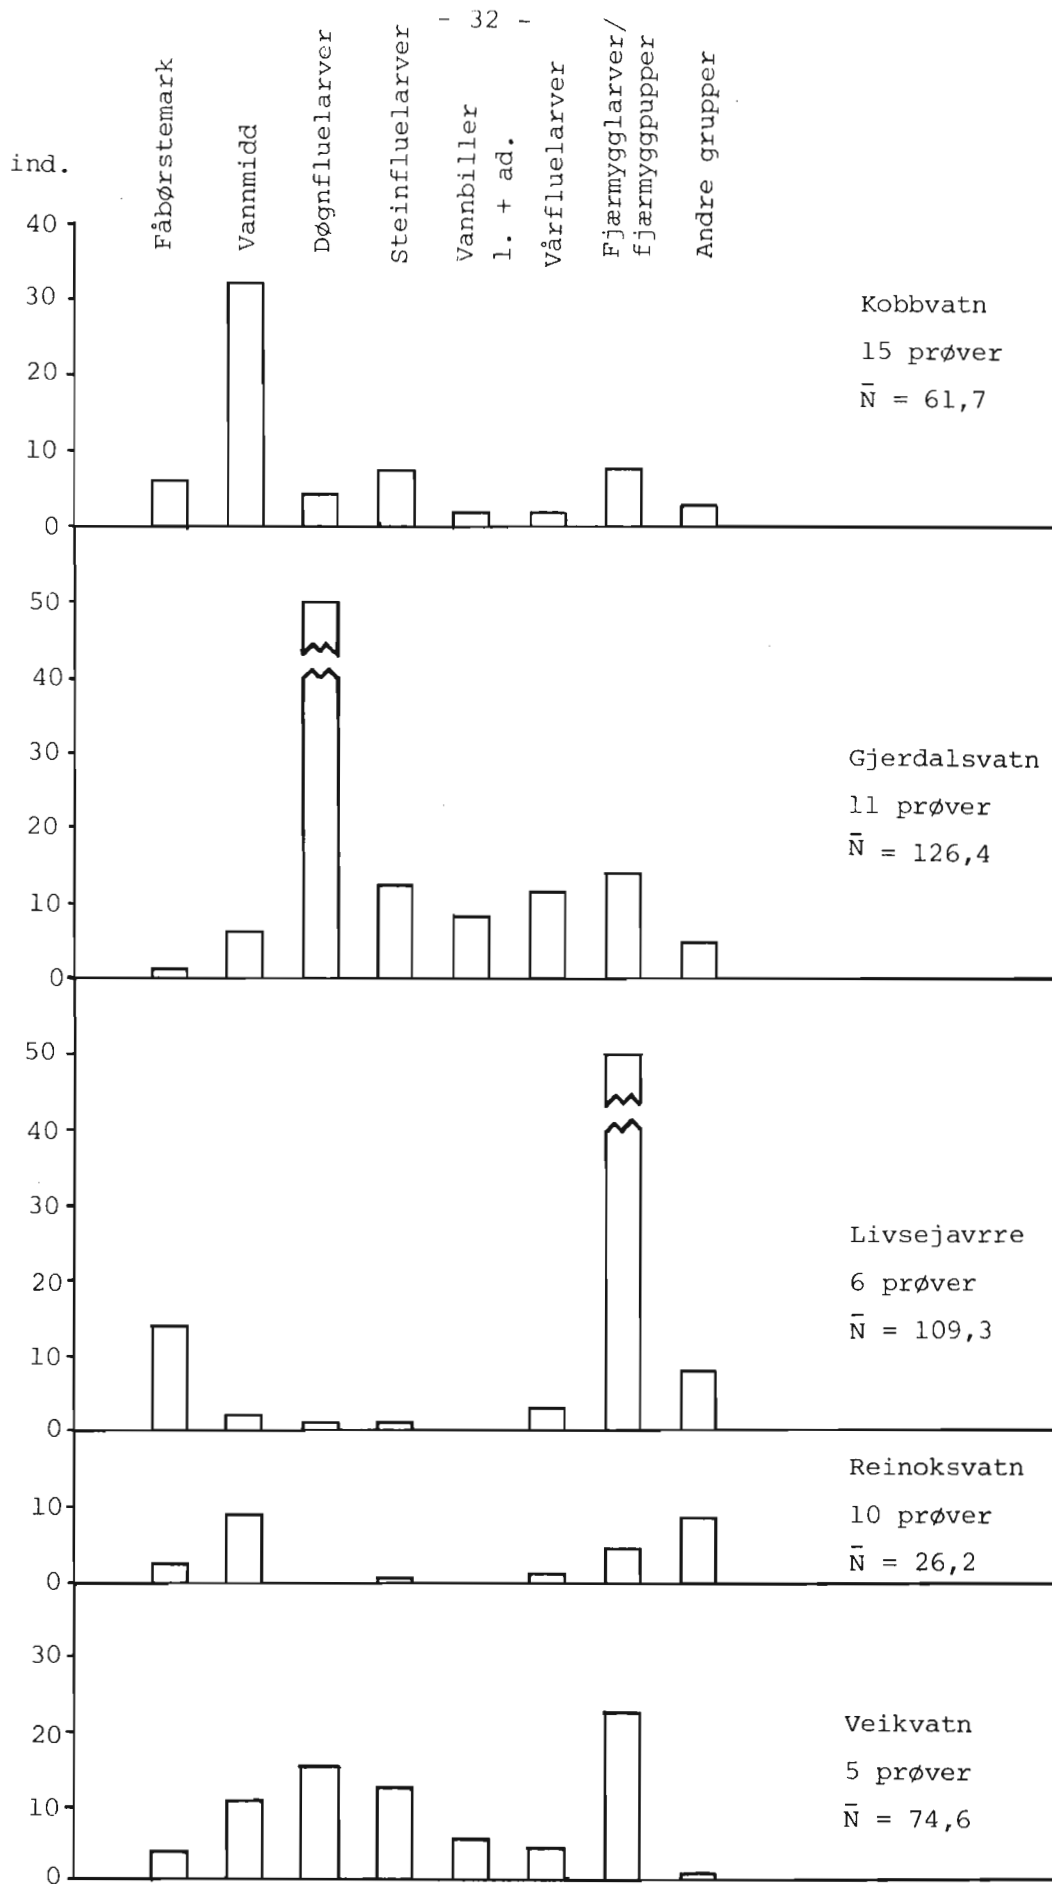 - 32 -
ind.
Fåbørstemark
Vannmidd
Døgnfluelarver
Steinfluelarver
Vannbiller
l. + ad.
Vårfluelarver
Fjærmygglarver/
fjærmyggpupper
Andre grupper
40
30
20
10
0
Kobbvatn
15 prøver
N̄ = 61,7
50
40
30
20
10
0
Gjerdalsvatn
11 prøver
N̄ = 126,4
50
40
30
20
10
0
Livsejavrre
6 prøver
N̄ = 109,3
10
0
Reinoksvatn
10 prøver
N̄ = 26,2
30
20
10
0
Veikvatn
5 prøver
N̄ = 74,6